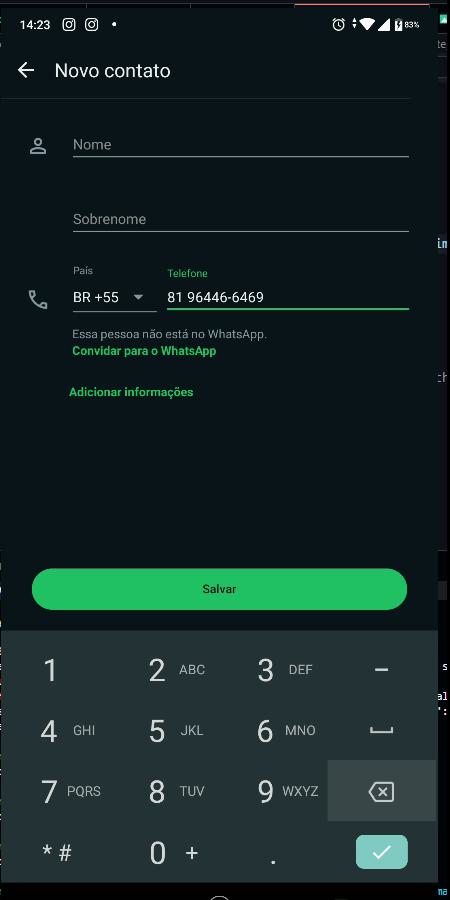 14:23 83%
Novo contato
Nome
Sobrenome
País Telefone
BR +55 81 96446-6469
Essa pessoa não está no WhatsApp.
Convidar para o WhatsApp
Adicionar informações
Salvar
1 2 ABC 3 DEF -
4 GHI 5 JKL 6 MNO
7 PQRS 8 TUV 9 WXYZ
* # 0 + .